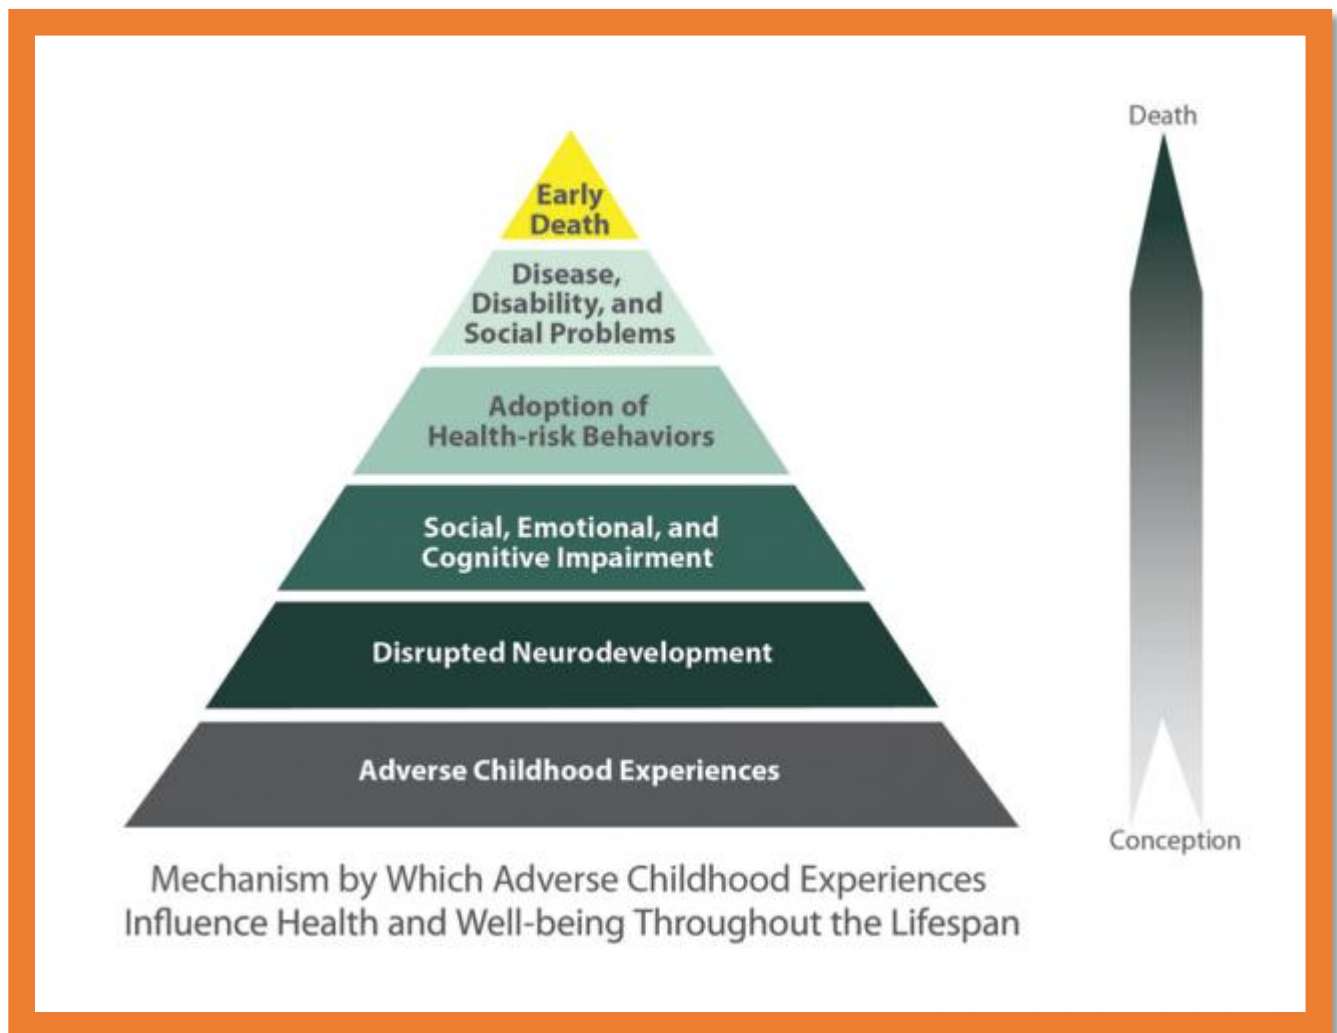 Death
Early
Death
Disease,
Disability, and
Social Problems
Adoption of
Health-risk Behaviors
Social, Emotional, and
Cognitive Impairment
Disrupted Neurodevelopment
Adverse Childhood Experiences
Conception
Mechanism by Which Adverse Childhood Experiences
Influence Health and Well-being Throughout the Lifespan